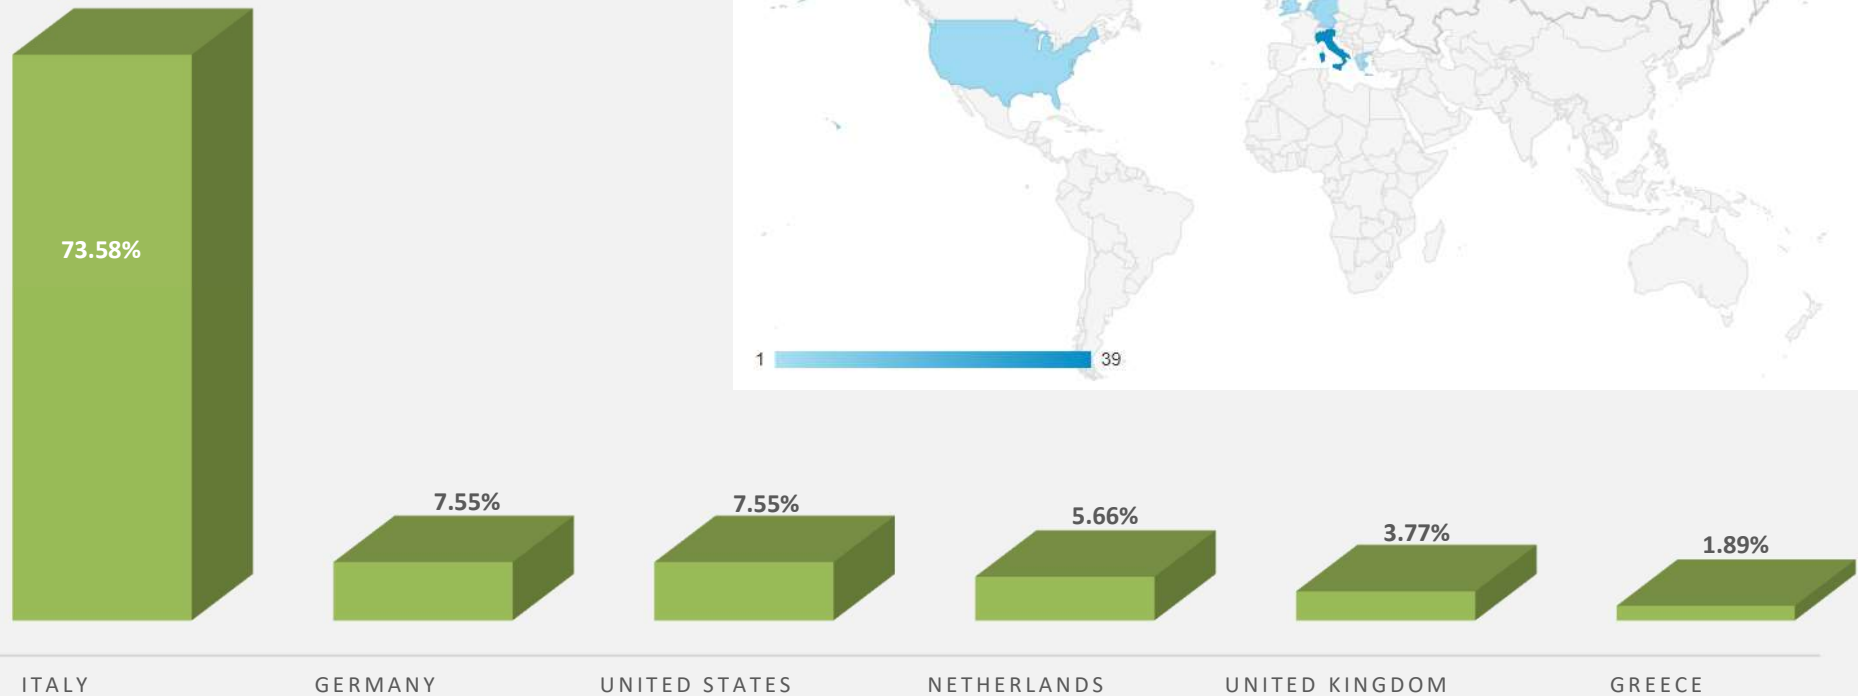 73.58%
1 39
7.55%
7.55%
5.66%
3.77%
1.89%
ITALY
GERMANY
UNITED STATES
NETHERLANDS
UNITED KINGDOM
GREECE